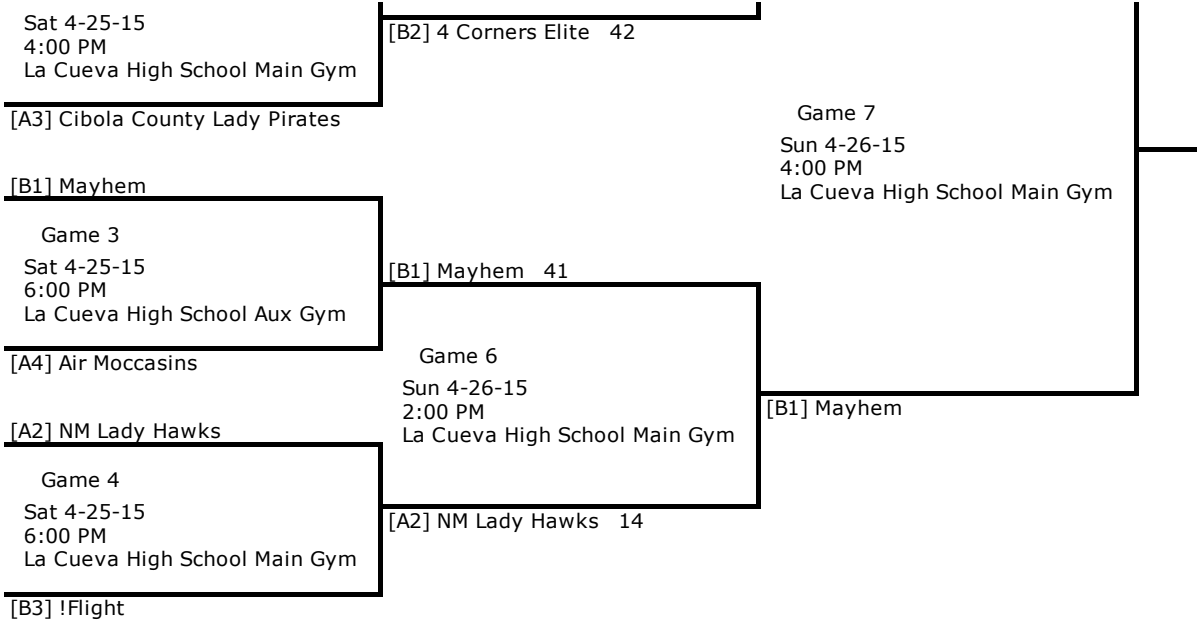 Sat 4-25-15
4:00 PM
La Cueva High School Main Gym
[A3] Cibola County Lady Pirates
[B1] Mayhem
Game 3
Sat 4-25-15
6:00 PM
La Cueva High School Aux Gym
[A4] Air Moccasins
[A2] NM Lady Hawks
Game 4
Sat 4-25-15
6:00 PM
La Cueva High School Main Gym
[B3] !Flight
[B2] 4 Corners Elite 42
[B1] Mayhem 41
Game 6
Sun 4-26-15
2:00 PM
La Cueva High School Main Gym
[A2] NM Lady Hawks 14
Game 7
Sun 4-26-15
4:00 PM
La Cueva High School Main Gym
[B1] Mayhem